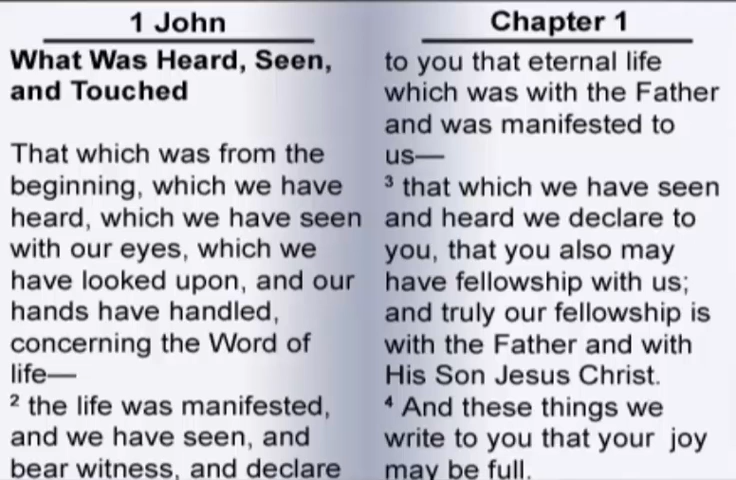 1 John
What Was Heard, Seen,
and Touched
That which was from the
beginning, which we have
heard, which we have seen
with our eyes, which we
have looked upon, and our
hands have handled,
concerning the Word of
life—
² the life was manifested,
and we have seen, and
bear witness, and declare
Chapter 1
to you that eternal life
which was with the Father
and was manifested to
us—
³ that which we have seen
and heard we declare to
you, that you also may
have fellowship with us;
and truly our fellowship is
with the Father and with
His Son Jesus Christ.
⁴ And these things we
write to you that your joy
may be full.